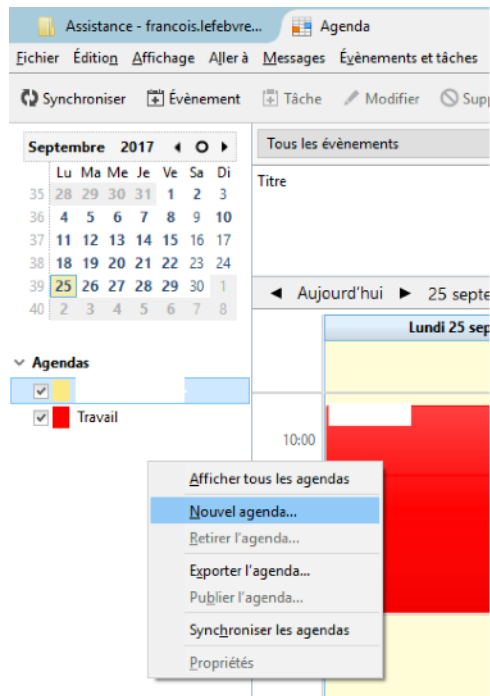 Assistance - francois.lefebvre... Agenda
Fichier Édition Affichage Aller à Messages Évènements et tâches
Synchroniser Évènement Tâche Modifier
Septembre 2017 Tous les évènements
Lu Ma Me Je Ve Sa Di
Titre
35 28 29 30 31 1 2 3
36 4 5 6 7 8 9 10
37 11 12 13 14 15 16 17
38 18 19 20 21 22 23 24
39 25 26 27 28 29 30 1
40 2 3 4 5 6 7 8
Aujourd'hui 25 septe
Lundi 25 sep
Agendas
Travail
10:00
Afficher tous les agendas
Nouvel agenda...
Retirer l'agenda...
Exporter l'agenda...
Publier l'agenda...
Synchroniser les agendas
Propriétés